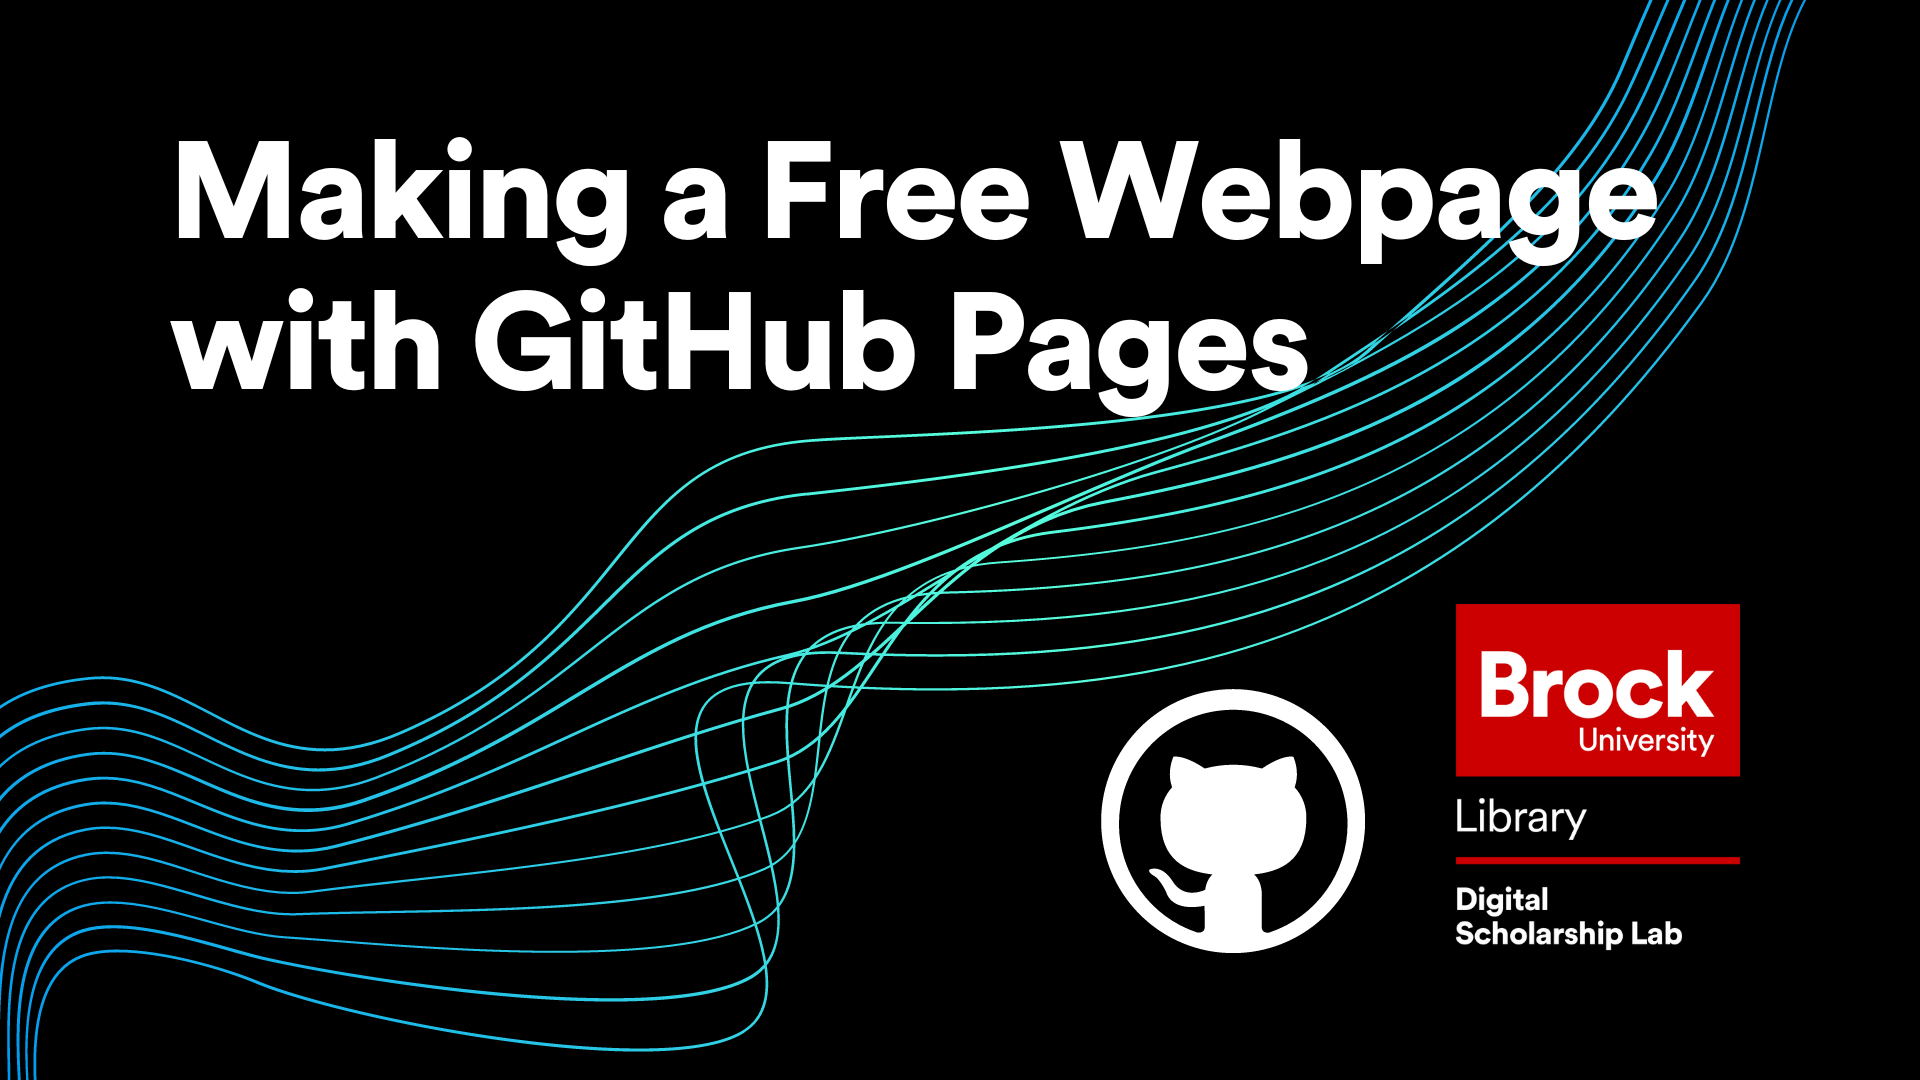 Making a Free Webpage
with GitHub Pages
Brock
University
Library
Digital
Scholarship Lab